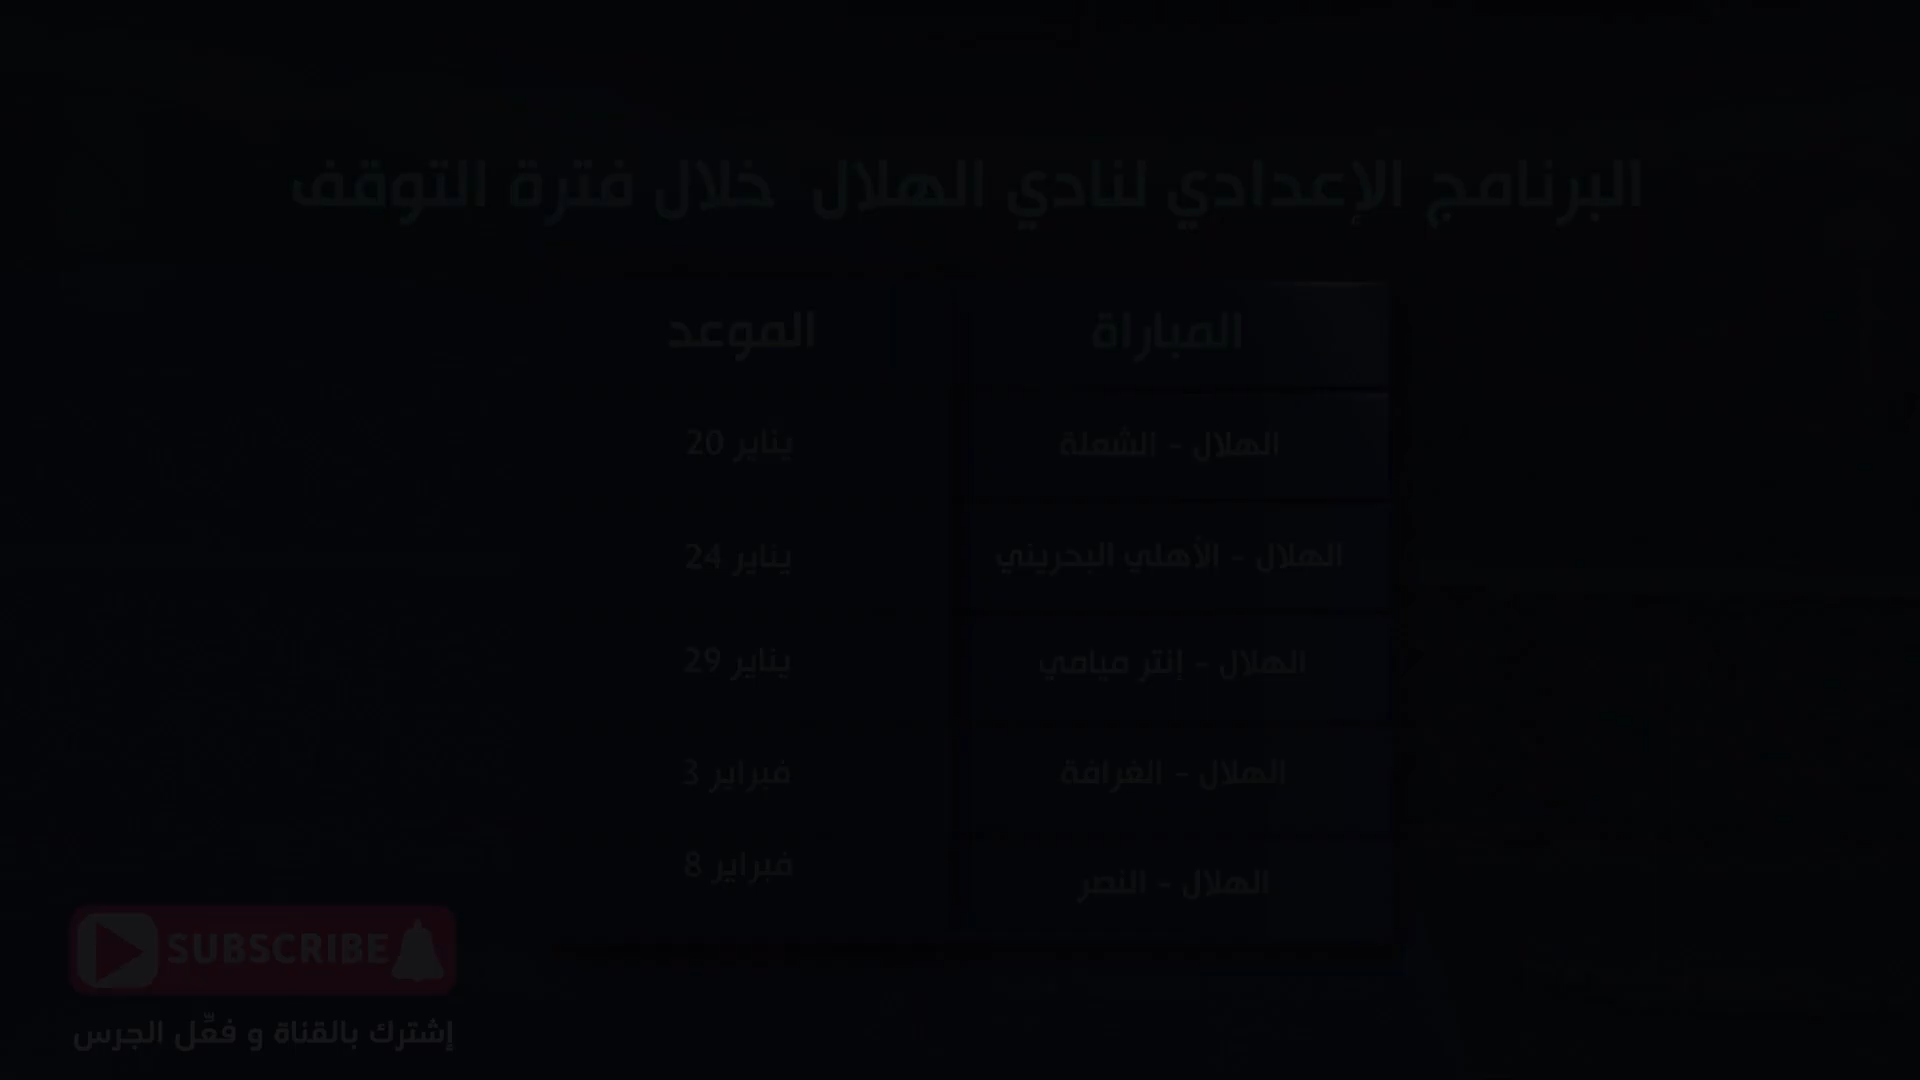 البرنامج الإعدادي لنادي الهلال خلال فترة التوقف
المباراة الموعد
الهلال - الشعلة يناير 20
الهلال - الأهلي البحريني يناير 24
الهلال - إنتر ميامي يناير 29
الهلال - الغرافة فبراير 3
الهلال - النصر فبراير 8
SUBSCRIBE
إشترك بالقناة و فعِّل الجرس